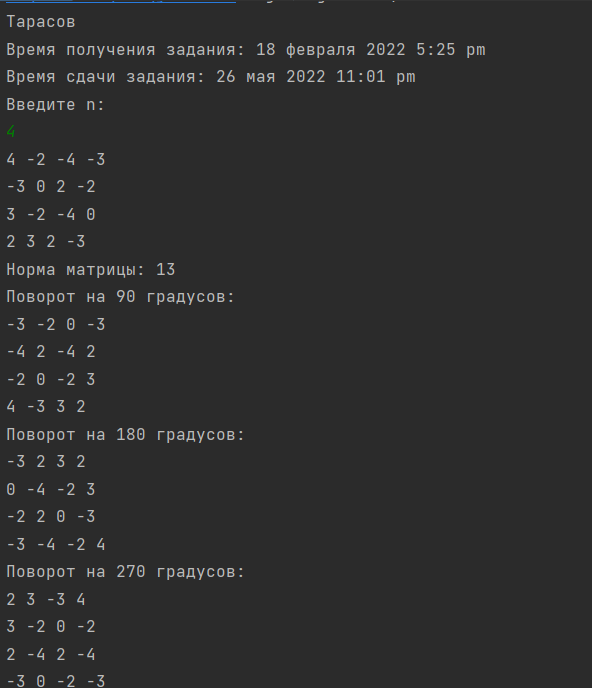 Тарасов
Время получения задания: 18 февраля 2022 5:25 pm
Время сдачи задания: 26 мая 2022 11:01 pm
Введите n:
4
4 -2 -4 -3
-3 0 2 -2
3 -2 -4 0
2 3 2 -3
Норма матрицы: 13
Поворот на 90 градусов:
-3 -2 0 -3
-4 2 -4 2
-2 0 -2 3
4 -3 3 2
Поворот на 180 градусов:
-3 2 3 2
0 -4 -2 3
-2 2 0 -3
-3 -4 -2 4
Поворот на 270 градусов:
2 3 -3 4
3 -2 0 -2
2 -4 2 -4
-3 0 -2 -3